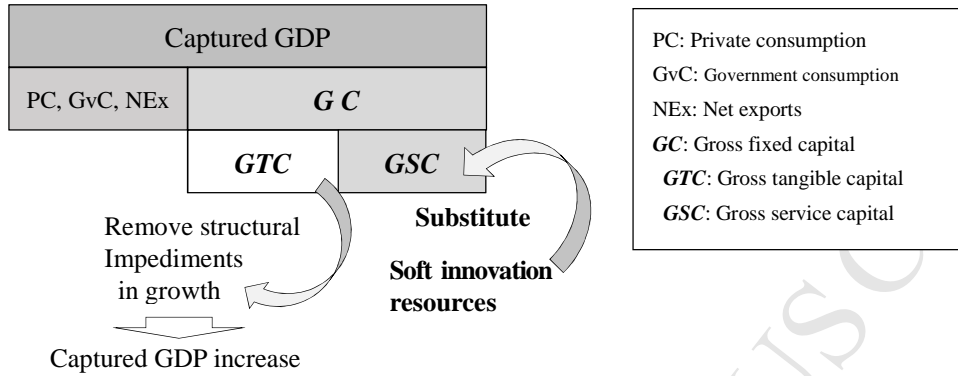 Captured GDP
PC, GvC, NEx
G C
GTC
GSC
Remove structural
Impediments
in growth
Captured GDP increase
Substitute
Soft innovation
resources
PC: Private consumption
GvC: Government consumption
NEx: Net exports
GC: Gross fixed capital
GTC: Gross tangible capital
GSC: Gross service capital
USC